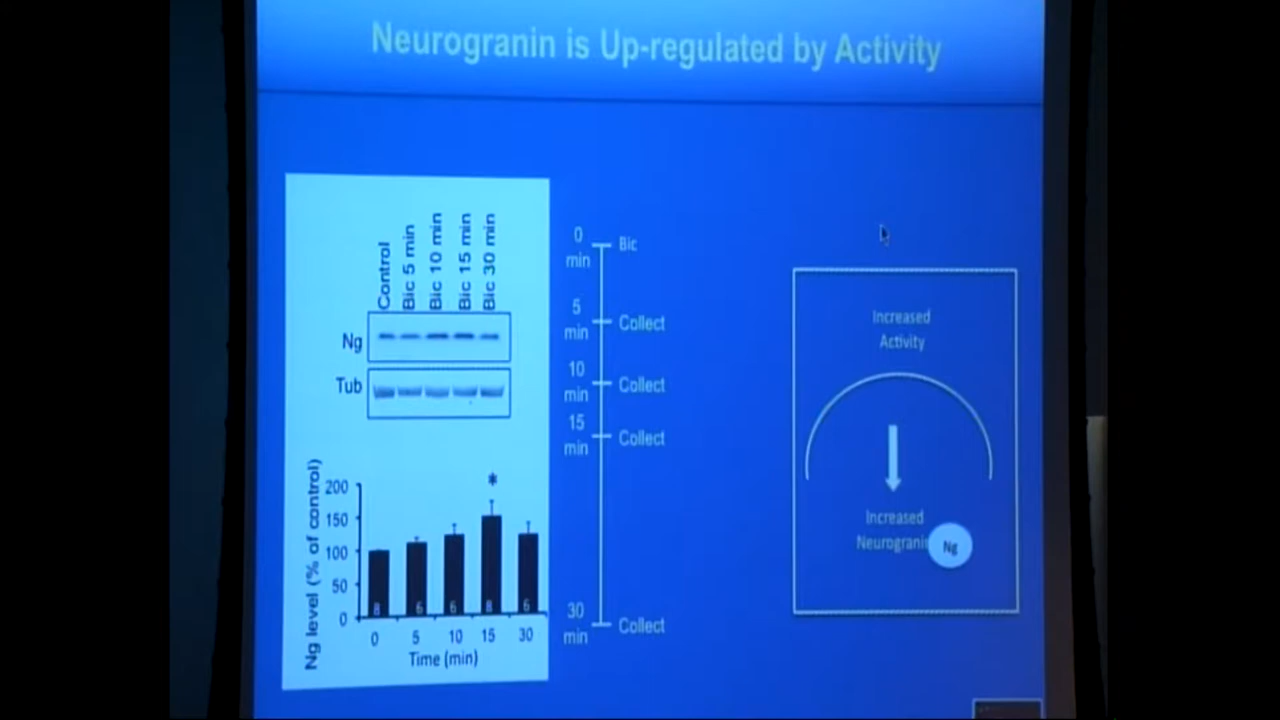 Neurogranin is Up-regulated by Activity
Control
Bic 5 min
Bic 10 min
Bic 15 min
Bic 30 min
Ng
Tub
Ng level (% of control)
200
150
100
50
0
*
8
6
6
8
6
0 5 10 15 30
Time (min)
0
min
Bic
5
min
Collect
10
min
Collect
15
min
Collect
30
min
Collect
Increased
Activity
Increased
Neurogranin
Ng